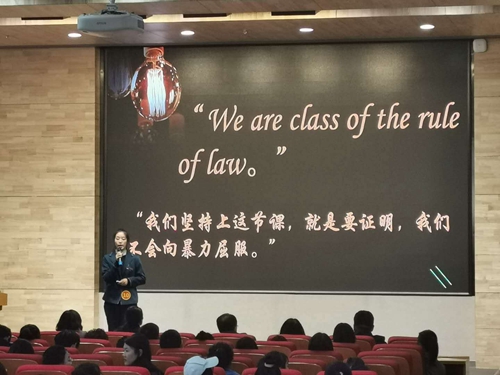 “We are class of the rule
of law。”
“我们坚持上这节课，就是要证明，我们
不会向暴力屈服。”